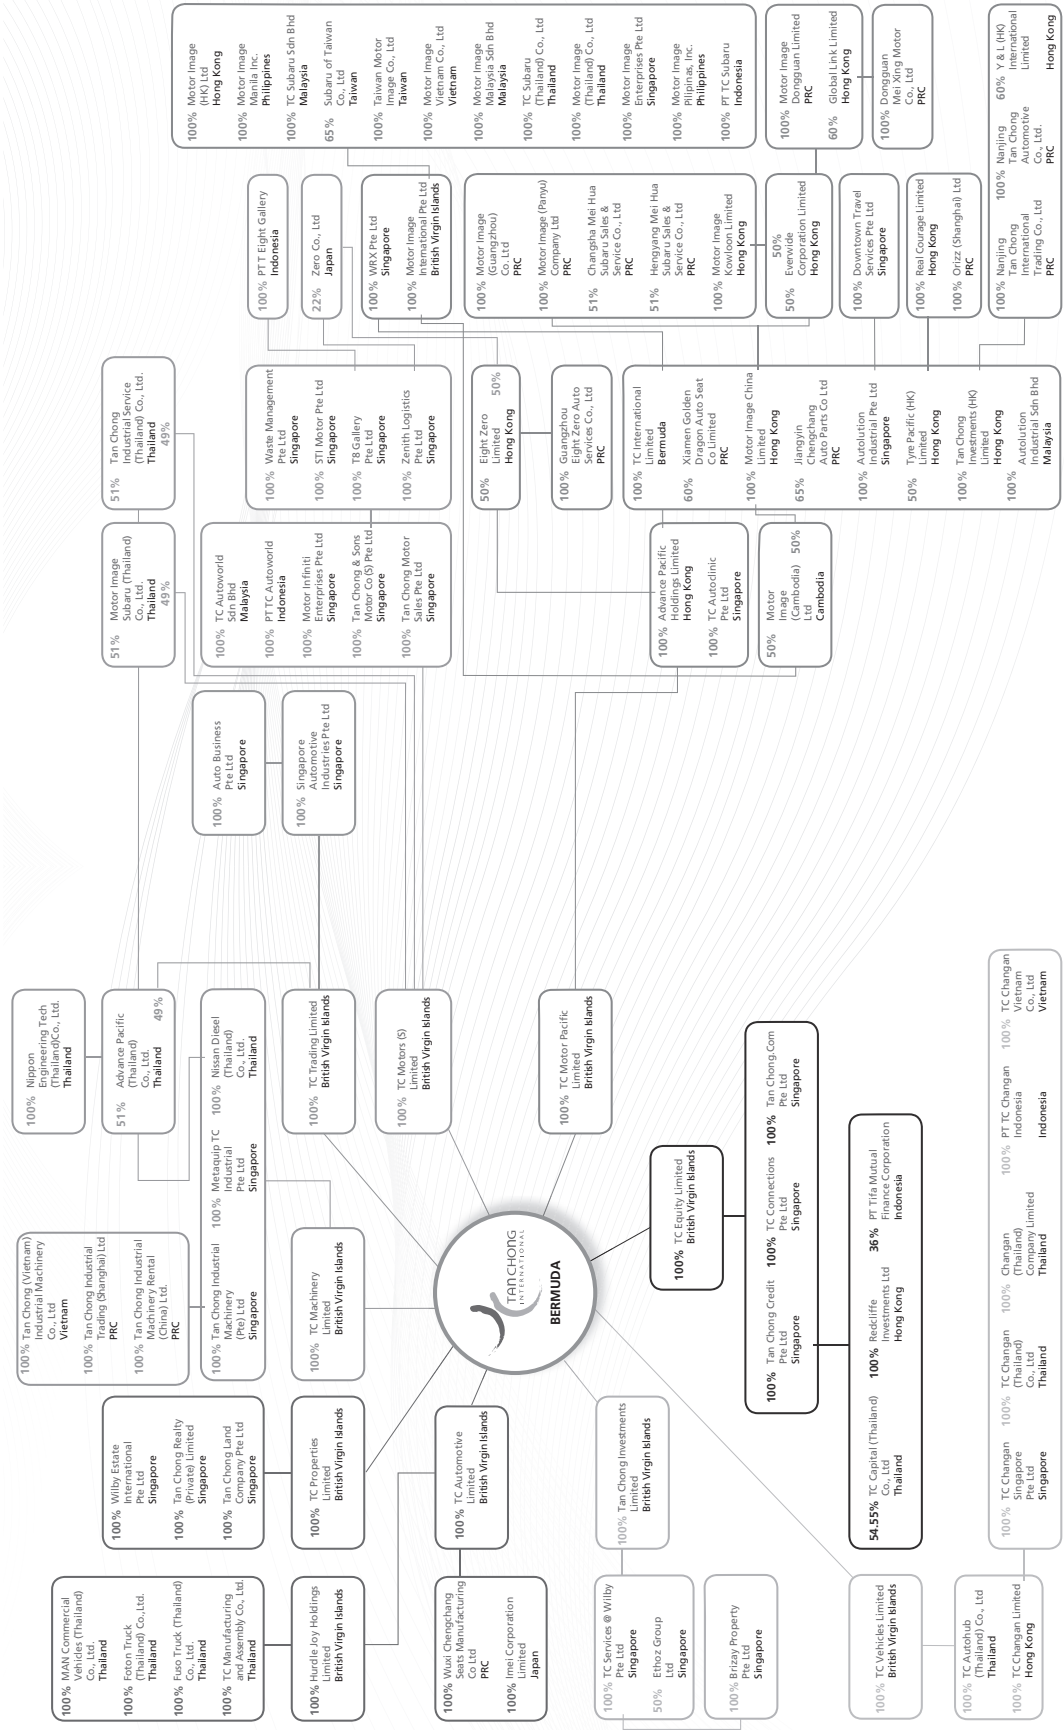 TAN CHONG
INTERNATIONAL
BERMUDA
100% MAN Commercial
Vehicles (Thailand)
Co., Ltd.
Thailand
100% Foton Truck
(Thailand) Co.,Ltd.
Thailand
100% Fuso Truck (Thailand)
Co., Ltd.
Thailand
100% TC Manufacturing
and Assembly Co., Ltd.
Thailand
100% Hurdle Joy Holdings
Limited
British Virgin Islands
100% Wuxi Chengchang
Seats Manufacturing
Co Ltd
PRC
100% Imei Corporation
Limited
Japan
100% TC Services @ Wilby
Pte Ltd
Singapore
50% Ethoz Group
Ltd
Singapore
100% Brizay Property
Pte Ltd
Singapore
100% TC Vehicles Limited
British Virgin Islands
100% TC Autohub
(Thailand) Co., Ltd
Thailand
100% TC Changan Limited
Hong Kong
100% Wilby Estate
International
Pte Ltd
Singapore
100% Tan Chong Realty
(Private) Limited
Singapore
100% Tan Chong Land
Company Pte Ltd
Singapore
100% TC Properties
Limited
British Virgin Islands
100% TC Automotive
Limited
British Virgin Islands
100% Tan Chong Investments
Limited
British Virgin Islands
54.55% TC Capital (Thailand)
Co., Ltd
Thailand
100% Redcliffe
Investments Ltd
Hong Kong
36% PT Tifa Mutual
Finance Corporation
Indonesia
100% TC Changan
Singapore
Pte Ltd
Singapore
100% TC Changan
(Thailand)
Co., Ltd
Thailand
100% Changan
(Thailand)
Company Limited
Thailand
100% PT TC Changan
Indonesia
Indonesia
100% TC Changan
Vietnam
Co., Ltd
Vietnam
100% Tan Chong (Vietnam)
Industrial Machinery
Co., Ltd
Vietnam
100% Tan Chong Industrial
Trading (Shanghai) Ltd
PRC
100% Tan Chong Industrial
Machinery Rental
(China) Ltd.
PRC
100% Tan Chong Industrial
Machinery
(Pte) Ltd
Singapore
100% Metaquip TC
Industrial
Pte Ltd
Singapore
100% Nissan Diesel
(Thailand)
Co., Ltd.
Thailand
100% TC Machinery
Limited
British Virgin Islands
100% Tan Chong Credit
Pte Ltd
Singapore
100% TC Connections
Pte Ltd
Singapore
100% Tan Chong.Com
Pte Ltd
Singapore
100% TC Equity Limited
British Virgin Islands
100% Nippon
Engineering Tech
(Thailand)Co., Ltd.
Thailand
51% Advance Pacific
(Thailand)
Co., Ltd.
Thailand
49%
100% TC Trading Limited
British Virgin Islands
100% TC Motors (S)
Limited
British Virgin Islands
100% TC Motor Pacific
Limited
British Virgin Islands
100% Auto Business
Pte Ltd
Singapore
100% Singapore
Automotive
Industries Pte Ltd
Singapore
51% Motor Image
Subaru (Thailand)
Co., Ltd.
Thailand
49%
100% TC Autoworld
Sdn Bhd
Malaysia
100% PT TC Autoworld
Indonesia
100% Motor Infiniti
Enterprises Pte Ltd
Singapore
100% Tan Chong & Sons
Motor Co (S) Pte Ltd
Singapore
100% Tan Chong Motor
Sales Pte Ltd
Singapore
100% Advance Pacific
Holdings Limited
Hong Kong
100% TC Autoclinic
Pte Ltd
Singapore
50% Motor
Image
(Cambodia)
Ltd
Cambodia
50%
51% Tan Chong
Industrial Service
(Thailand) Co., Ltd.
Thailand
49%
100% Waste Management
Pte Ltd
Singapore
100% STI Motor Pte Ltd
Singapore
100% T8 Gallery
Pte Ltd
Singapore
100% Zenith Logistics
Pte Ltd
Singapore
50% Eight Zero
Limited
Hong Kong
50%
100% Guangzhou
Eight Zero Auto
Services Co., Ltd
PRC
100% TC International
Limited
Bermuda
60% Xiamen Golden
Dragon Auto Seat
Co Limited
PRC
100% Motor Image China
Limited
Hong Kong
65% Jiangyin
Chengchang
Auto Parts Co Ltd
PRC
100% Autolution
Industrial Pte Ltd
Singapore
50% Tyre Pacific (HK)
Limited
Hong Kong
100% Tan Chong
Investments (HK)
Limited
Hong Kong
100% Autolution
Industrial Sdn Bhd
Malaysia
100% PT T Eight Gallery
Indonesia
22% Zero Co., Ltd
Japan
100% WRX Pte Ltd
Singapore
100% Motor Image
International Pte Ltd
British Virgin Islands
100% Motor Image
(Guangzhou)
Co. Ltd
PRC
100% Motor Image (Panyu)
Company Ltd
PRC
51% Changsha Mei Hua
Subaru Sales &
Service Co., Ltd
PRC
51% Hengyang Mei Hua
Subaru Sales &
Service Co., Ltd
PRC
100% Motor Image
Kowloon Limited
Hong Kong
50%
50% Everwide
Corporation Limited
Hong Kong
100% Downtown Travel
Services Pte Ltd
Singapore
100% Real Courage Limited
Hong Kong
100% Orizz (Shanghai) Ltd
PRC
100% Nanjing
Tan Chong
International
Trading Co., Ltd
PRC
100% Nanjing
Tan Chong
Automotive
Co., Ltd.
PRC
60% Y & L (HK)
International
Limited
Hong Kong
100% Motor Image
(HK) Ltd
Hong Kong
100% Motor Image
Manila Inc.
Philippines
100% TC Subaru Sdn Bhd
Malaysia
65% Subaru of Taiwan
Co., Ltd
Taiwan
100% Taiwan Motor
Image Co., Ltd
Taiwan
100% Motor Image
Vietnam Co., Ltd
Vietnam
100% Motor Image
Malaysia Sdn Bhd
Malaysia
100% TC Subaru
(Thailand) Co., Ltd
Thailand
100% Motor Image
(Thailand) Co., Ltd
Thailand
100% Motor Image
Enterprises Pte Ltd
Singapore
100% Motor Image
Pilipinas, Inc.
Philippines
100% PT TC Subaru
Indonesia
100% Motor Image
Dongguan Limited
PRC
60% Global Link Limited
Hong Kong
100% Dongguan
Mei Xing Motor
Co., Ltd
PRC